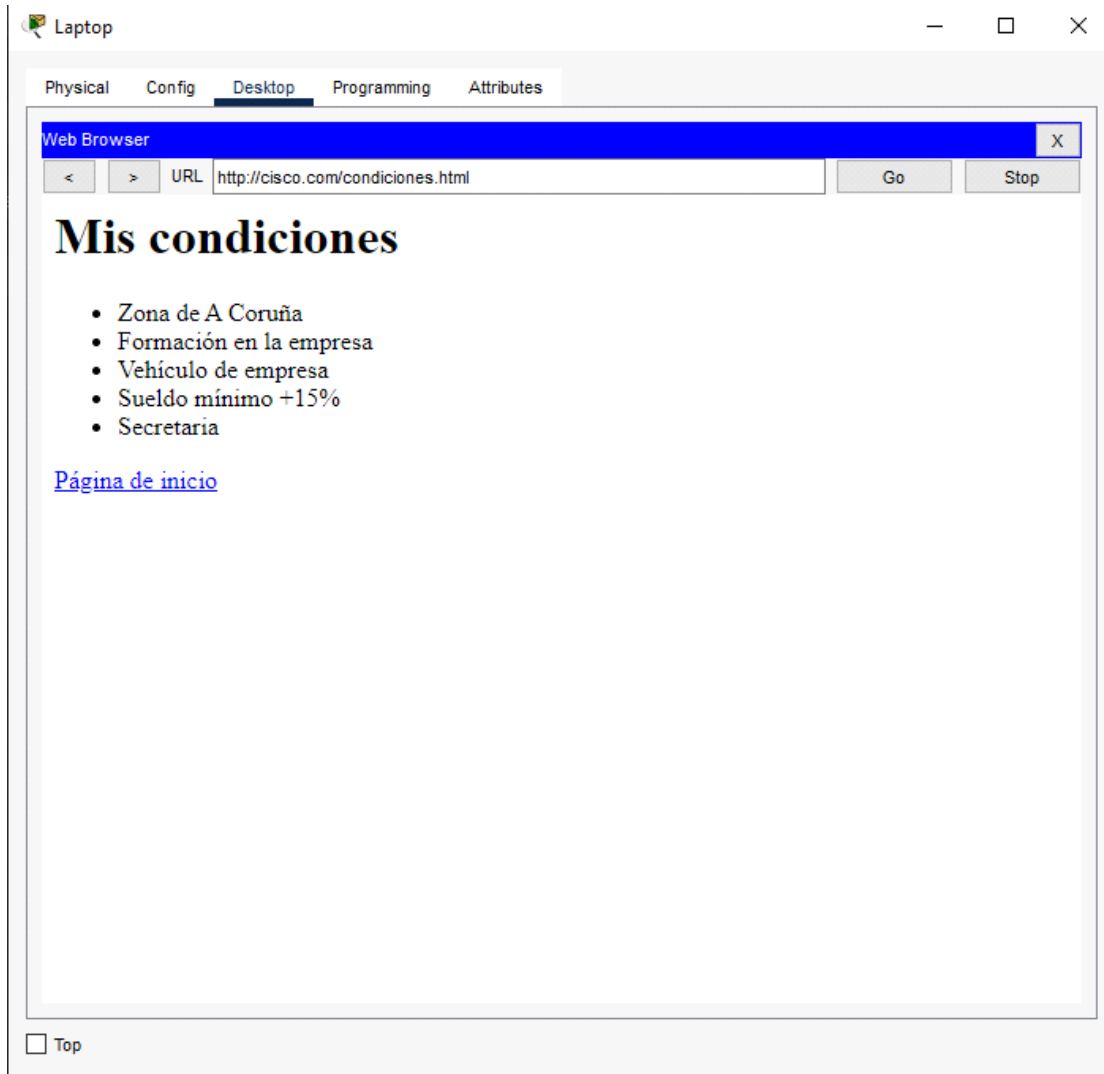 Laptop
Physical Config Desktop Programming Attributes
Web Browser X
< > URL http://cisco.com/condiciones.html Go Stop
Mis condiciones
• Zona de A Coruña
• Formación en la empresa
• Vehículo de empresa
• Sueldo mínimo +15%
• Secretaria
Página de inicio
Top